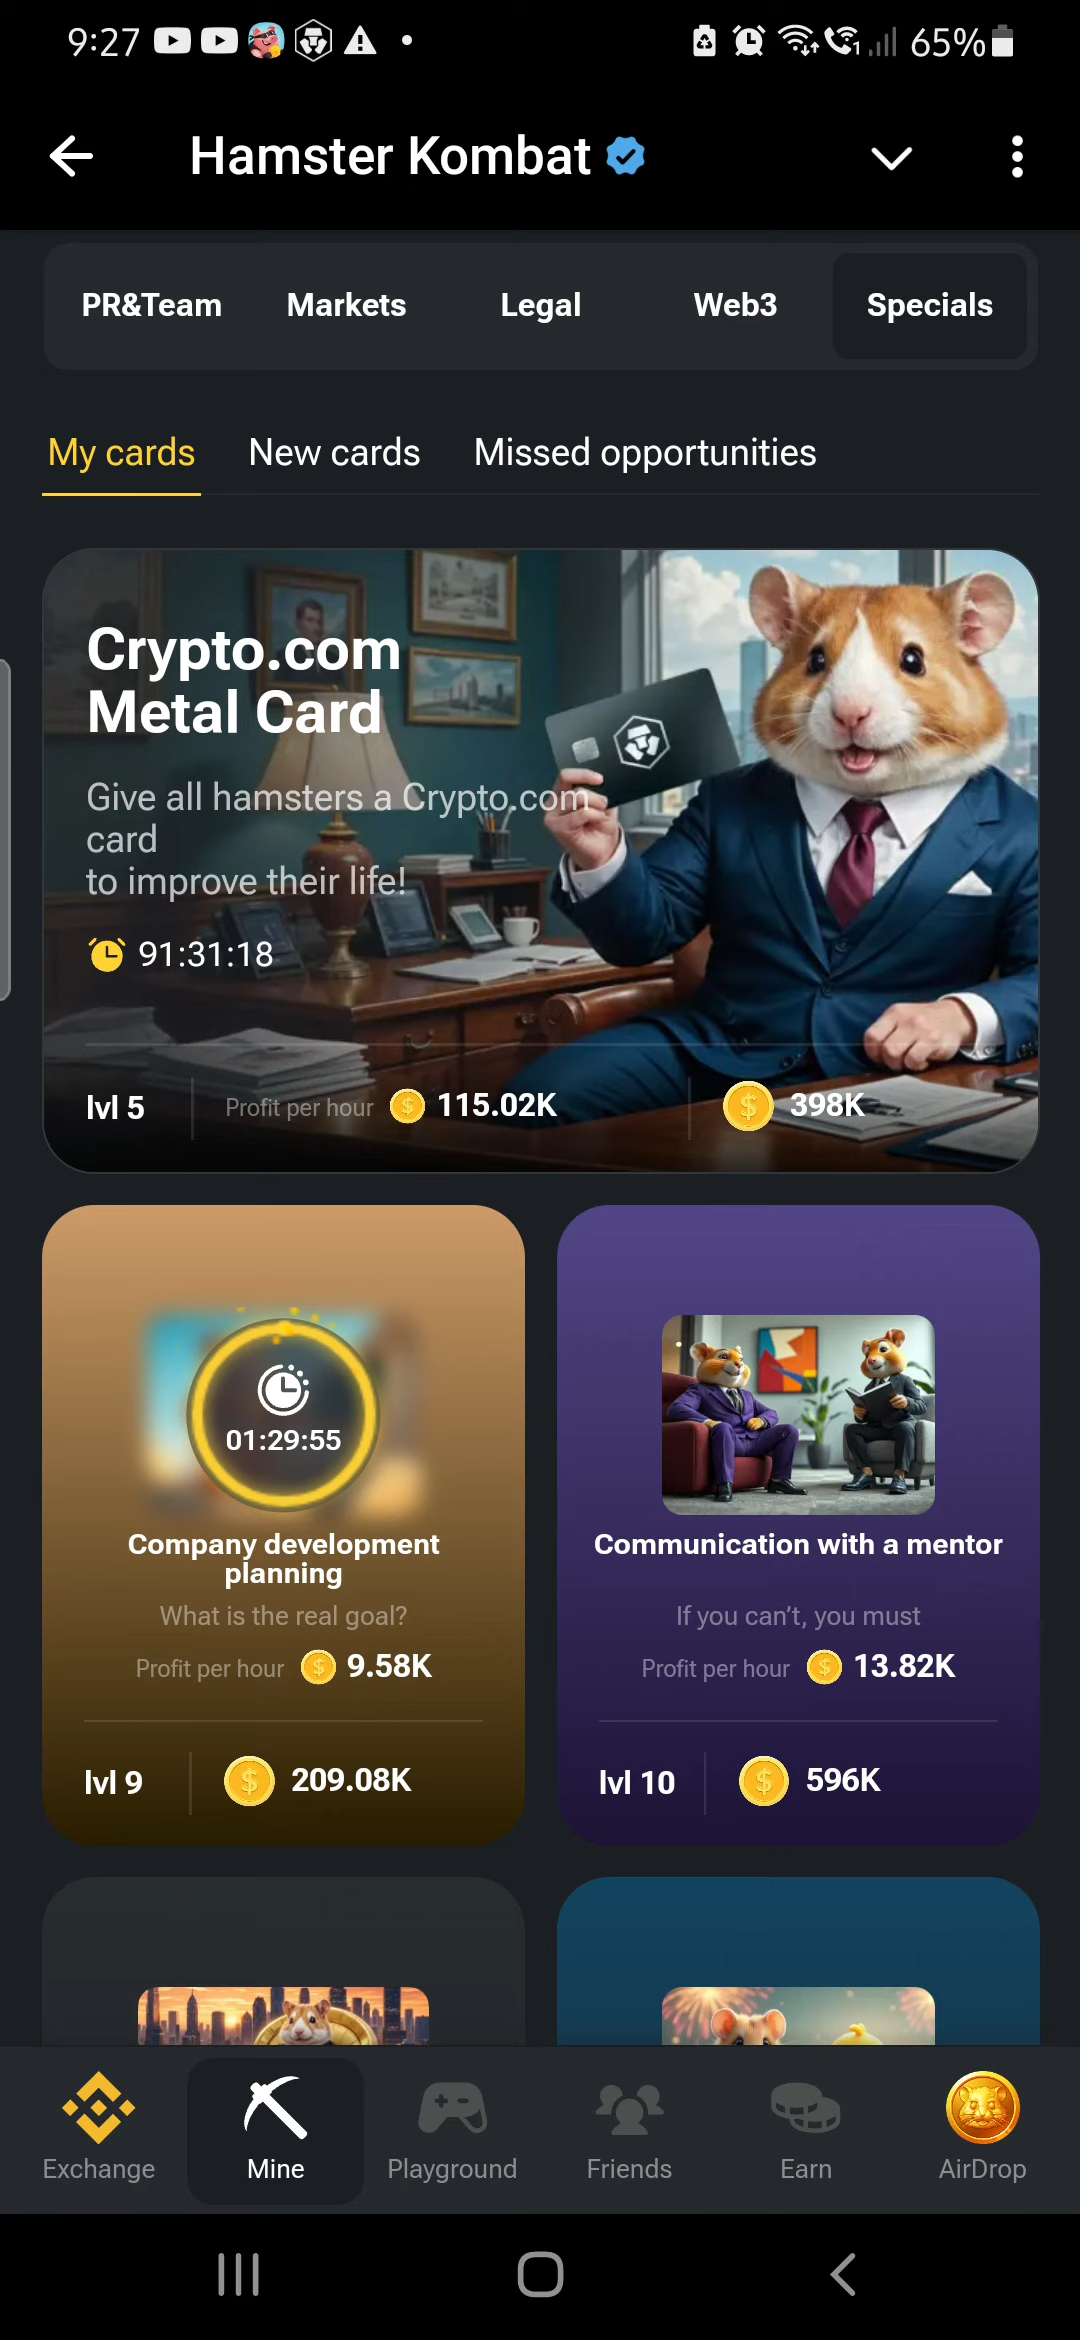 9:27
65%
Hamster Kombat
PR&Team Markets Legal Web3 Specials
My cards New cards Missed opportunities
Crypto.com
Metal Card
Give all hamsters a Crypto.com
card
to improve their life!
91:31:18
lvl 5 Profit per hour 115.02K 398K
01:29:55
Company development
planning
What is the real goal?
Profit per hour 9.58K
lvl 9 209.08K
Communication with a mentor
If you can’t, you must
Profit per hour 13.82K
lvl 10 596K
Exchange Mine Playground Friends Earn AirDrop